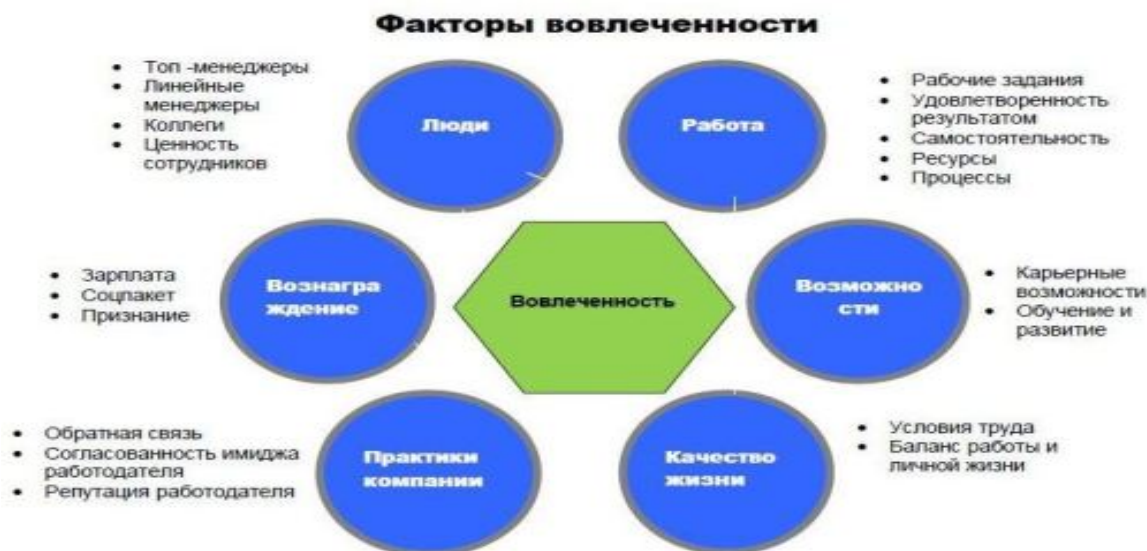 Факторы вовлеченности
Топ -менеджеры
Линейные
менеджеры
Коллеги
Ценность
сотрудников
Люди
Работа
Рабочие задания
Удовлетворенность
результатом
Самостоятельность
Ресурсы
Процессы
Зарплата
Соцпакет
Признание
Вознагра
ждение
Вовлеченность
Возможно
сти
Карьерные
возможности
Обучение и
развитие
Обратная связь
Согласованность имиджа
работодателя
Репутация работодателя
Практики
компании
Качество
жизни
Условия труда
Баланс работы и
личной жизни